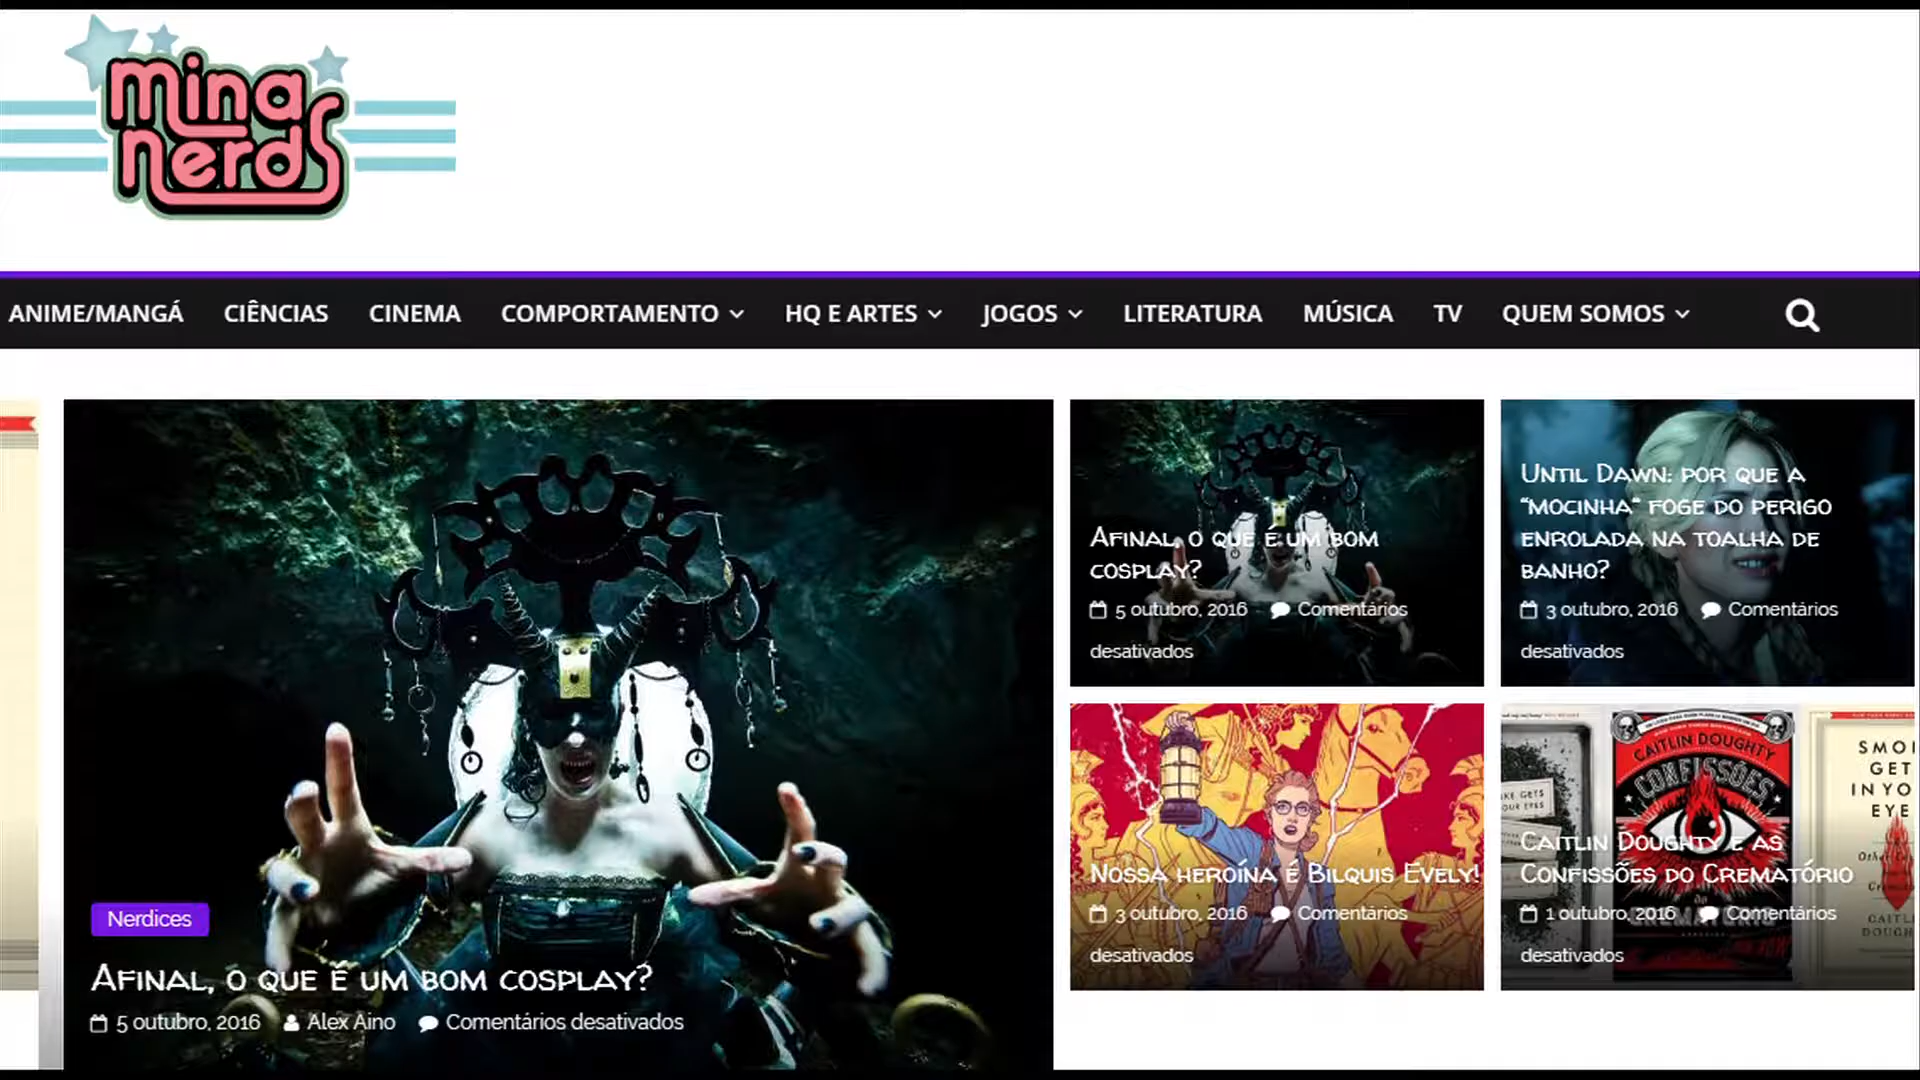 mina
nerds
ANIME/MANGÁ CIÊNCIAS CINEMA COMPORTAMENTO HQ E ARTES JOGOS LITERATURA MÚSICA TV QUEM SOMOS
Nerdices
Afinal, o que é um bom cosplay?
5 outubro, 2016 Alex Aino Comentários desativados
Afinal, o que é um bom
cosplay?
5 outubro, 2016 Comentários
desativados
Until Dawn: por que a
“mocinha” foge do perigo
enrolada na toalha de
banho?
3 outubro, 2016 Comentários
desativados
Nossa heroína é Bilquis Evely!
3 outubro, 2016 Comentários
desativados
CAITLIN DOUGHTY
CONFISSÕES
CREMATÓRIO
SMO
GET
IN YO
EYE
CAITL
DOUGH
Caitlin Doughty e as
Confissões do Crematório
1 outubro, 2016 Comentários
desativados